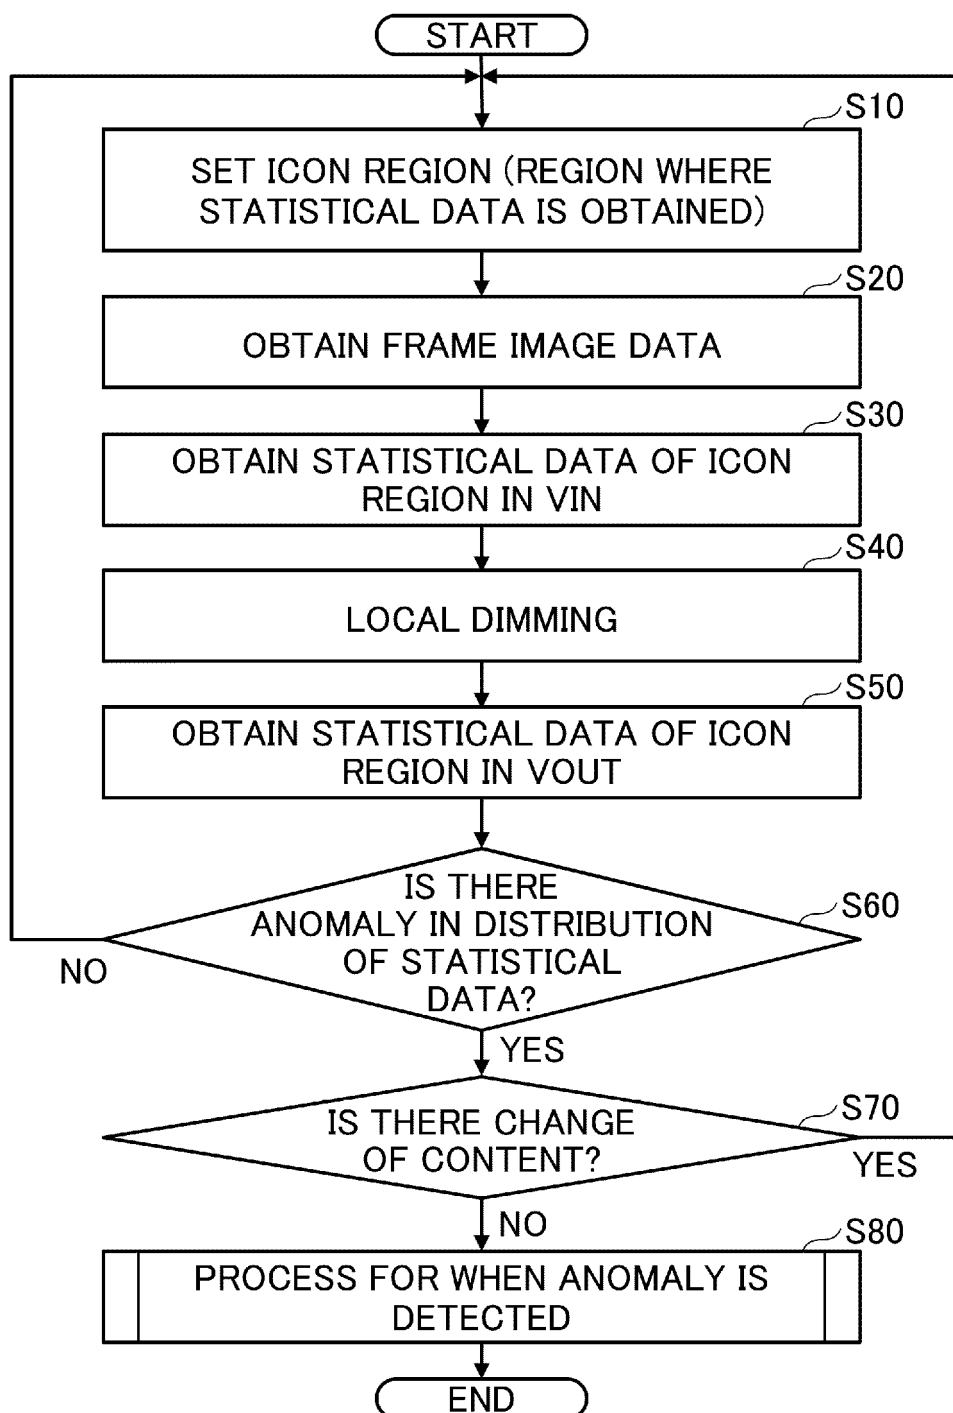 START
S10
SET ICON REGION (REGION WHERE
STATISTICAL DATA IS OBTAINED)
S20
OBTAIN FRAME IMAGE DATA
S30
OBTAIN STATISTICAL DATA OF ICON
REGION IN VIN
S40
LOCAL DIMMING
S50
OBTAIN STATISTICAL DATA OF ICON
REGION IN VOUT
S60
IS THERE
ANOMALY IN DISTRIBUTION
OF STATISTICAL
DATA?
NO
YES
S70
IS THERE CHANGE
OF CONTENT?
YES
NO
S80
PROCESS FOR WHEN ANOMALY IS
DETECTED
END